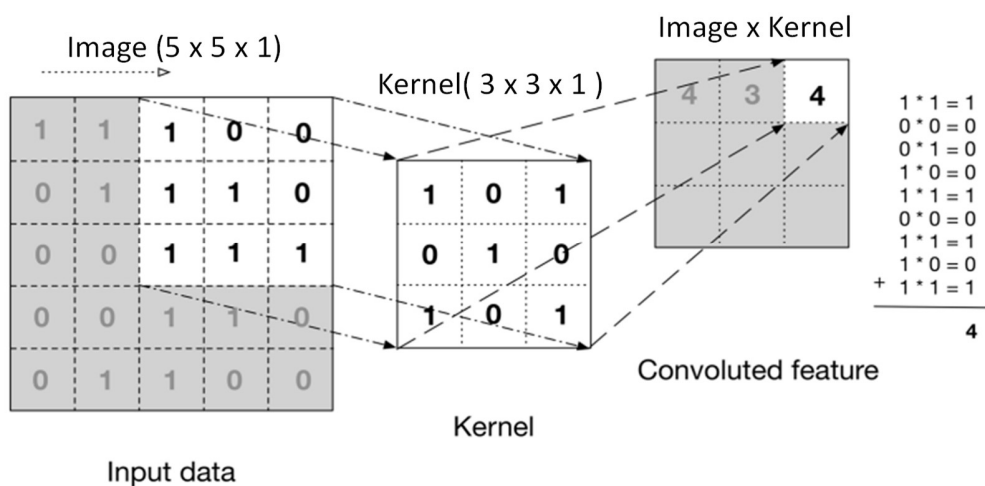 Image (5 x 5 x 1)
Image x Kernel
Kernel( 3 x 3 x 1 )
1 1 1 0 0
0 1 1 1 0
0 0 1 1 1
0 0 1 1 0
0 1 1 0 0
Input data
1 0 1
0 1 0
1 0 1
Kernel
4 3 4
Convoluted feature
1 * 1 = 1
0 * 0 = 0
0 * 1 = 0
1 * 0 = 0
1 * 1 = 1
0 * 0 = 0
1 * 1 = 1
1 * 0 = 0
+ 1 * 1 = 1
4